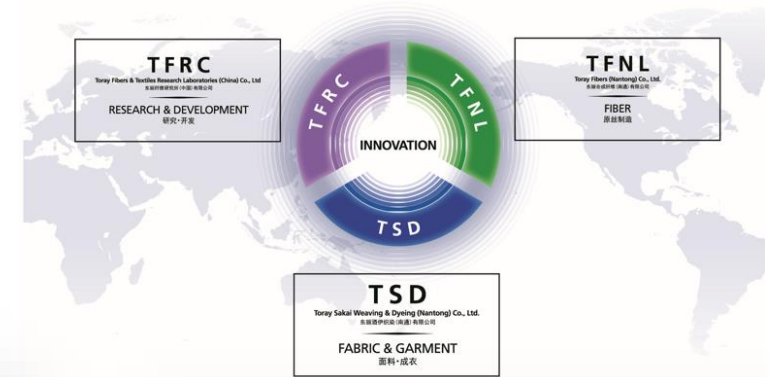 TFRC
Toray Fibers & Textiles Research Laboratories (China) Co., Ltd
东丽纤维研究所(中国)有限公司
RESEARCH & DEVELOPMENT
研究・开发
TFNL
Toray Fibers (Nantong) Co., Ltd.
东丽合成纤维(南通)有限公司
FIBER
原丝制造
TFRC
TFNL
INNOVATION
TSD
TSD
Toray Sakai Weaving & Dyeing (Nantong) Co., Ltd.
东丽酒伊织染(南通)有限公司
FABRIC & GARMENT
面料・成衣